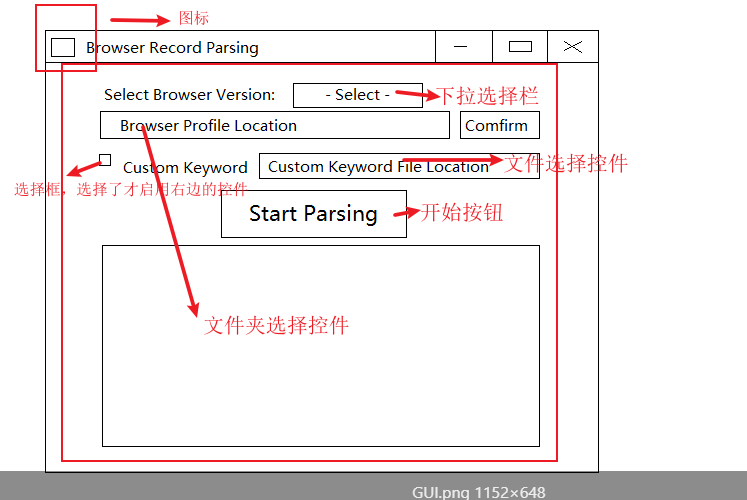 图标
Browser Record Parsing
Select Browser Version: - Select - 下拉选择栏
Browser Profile Location Confirm
Custom Keyword Custom Keyword File Location 文件选择控件
选择框，选择了才启用右边的控件
Start Parsing 开始按钮
文件夹选择控件
GUI.png 1152×648